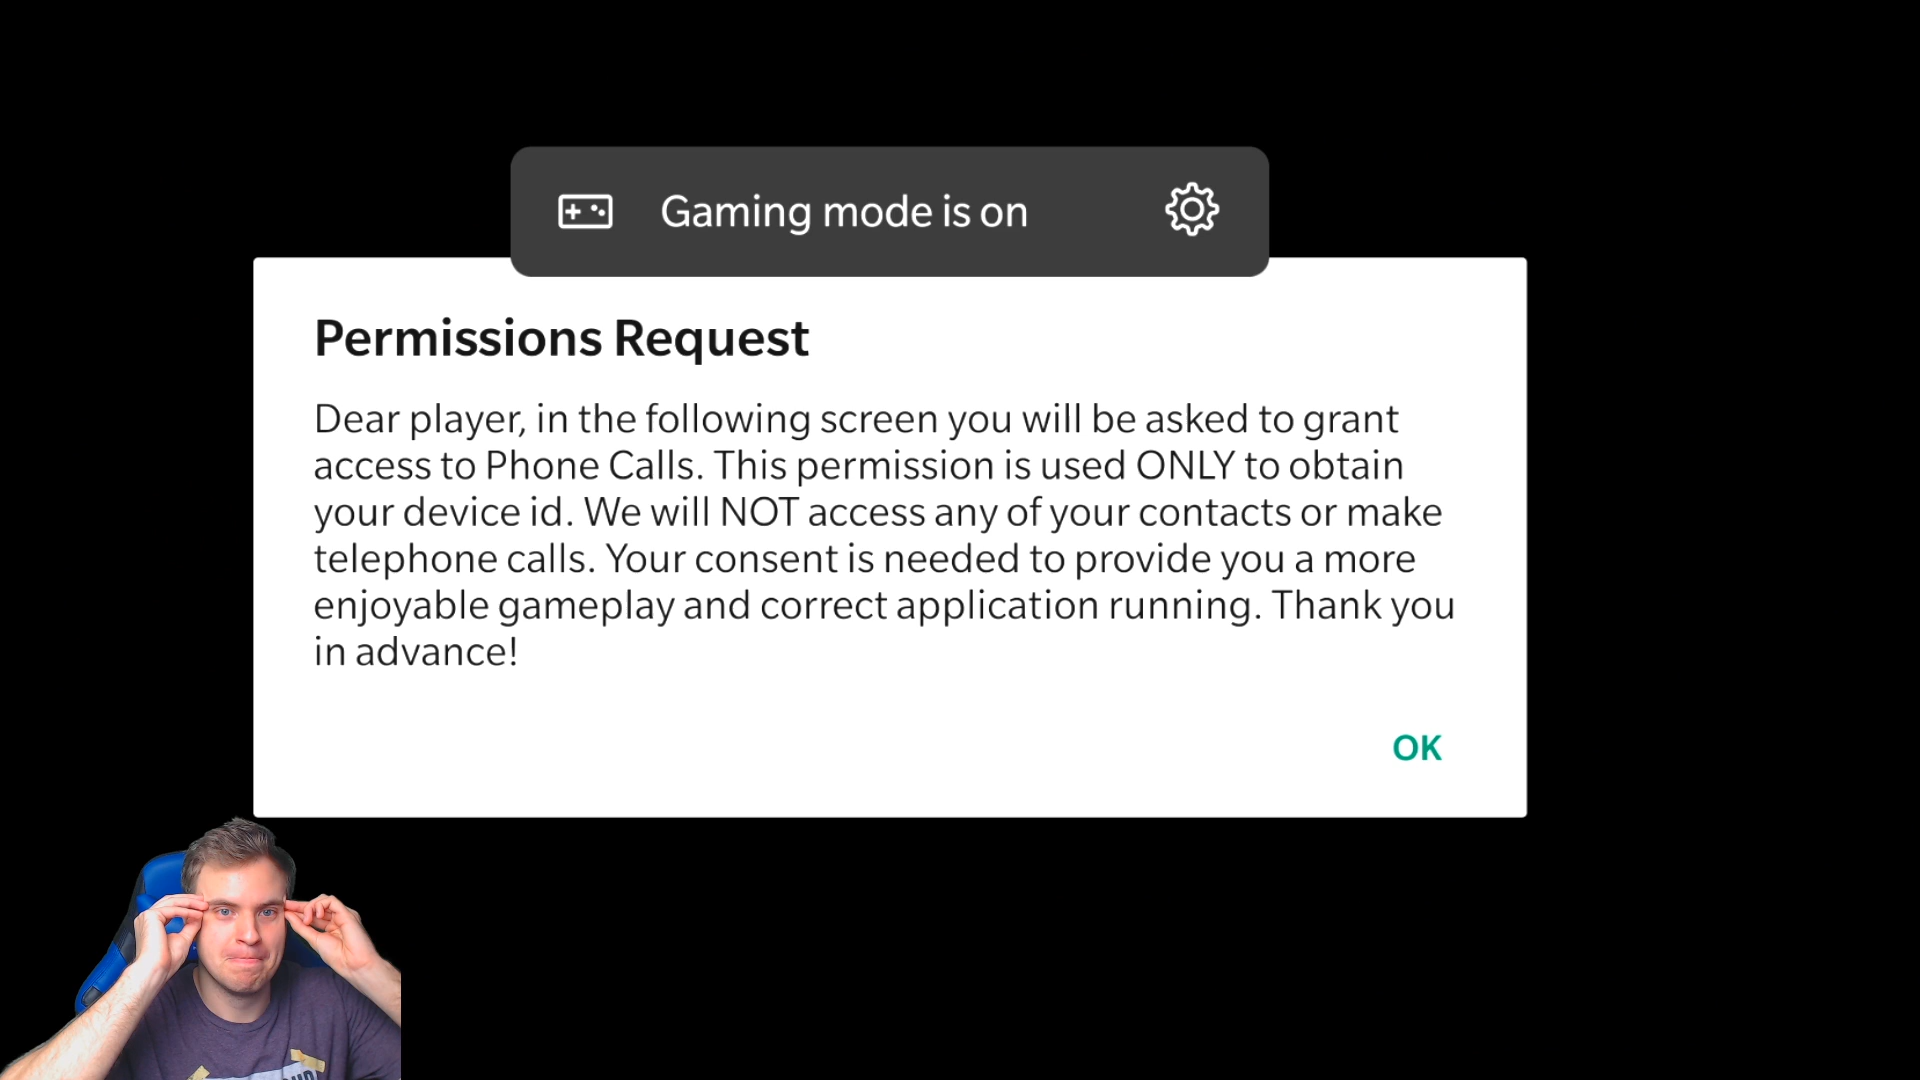 Gaming mode is on
Permissions Request
Dear player, in the following screen you will be asked to grant
access to Phone Calls. This permission is used ONLY to obtain
your device id. We will NOT access any of your contacts or make
telephone calls. Your consent is needed to provide you a more
enjoyable gameplay and correct application running. Thank you
in advance!
OK